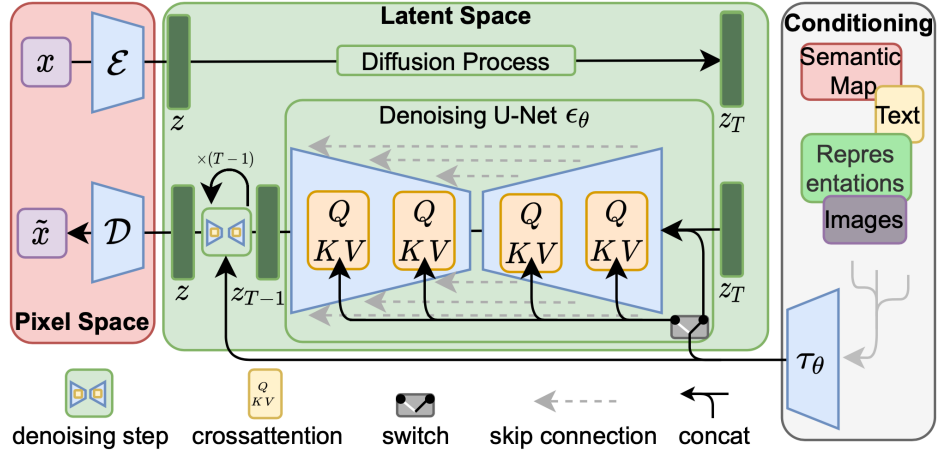 Latent Space
Conditioning
x
ℰ
z
Diffusion Process
z_T
Semantic
Map
Text
Repres
entations
Images
Denoising U-Net ϵ_θ
×(T−1)
Q
KV
Q
KV
Q
KV
Q
KV
x̃
𝒟
z
z_{T−1}
z_T
Pixel Space
τ_θ
Q
KV
denoising step
crossattention
switch
skip connection
concat